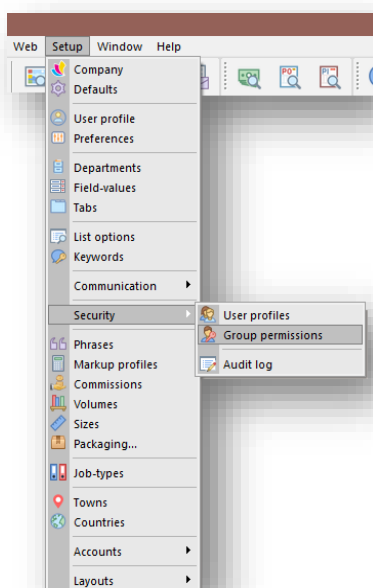 Web Setup Window Help
Company
Defaults
User profile
Preferences
Departments
Field-values
Tabs
List options
Keywords
Communication
Security
User profiles
Group permissions
Audit log
Phrases
Markup profiles
Commissions
Volumes
Sizes
Packaging...
Job-types
Towns
Countries
Accounts
Layouts